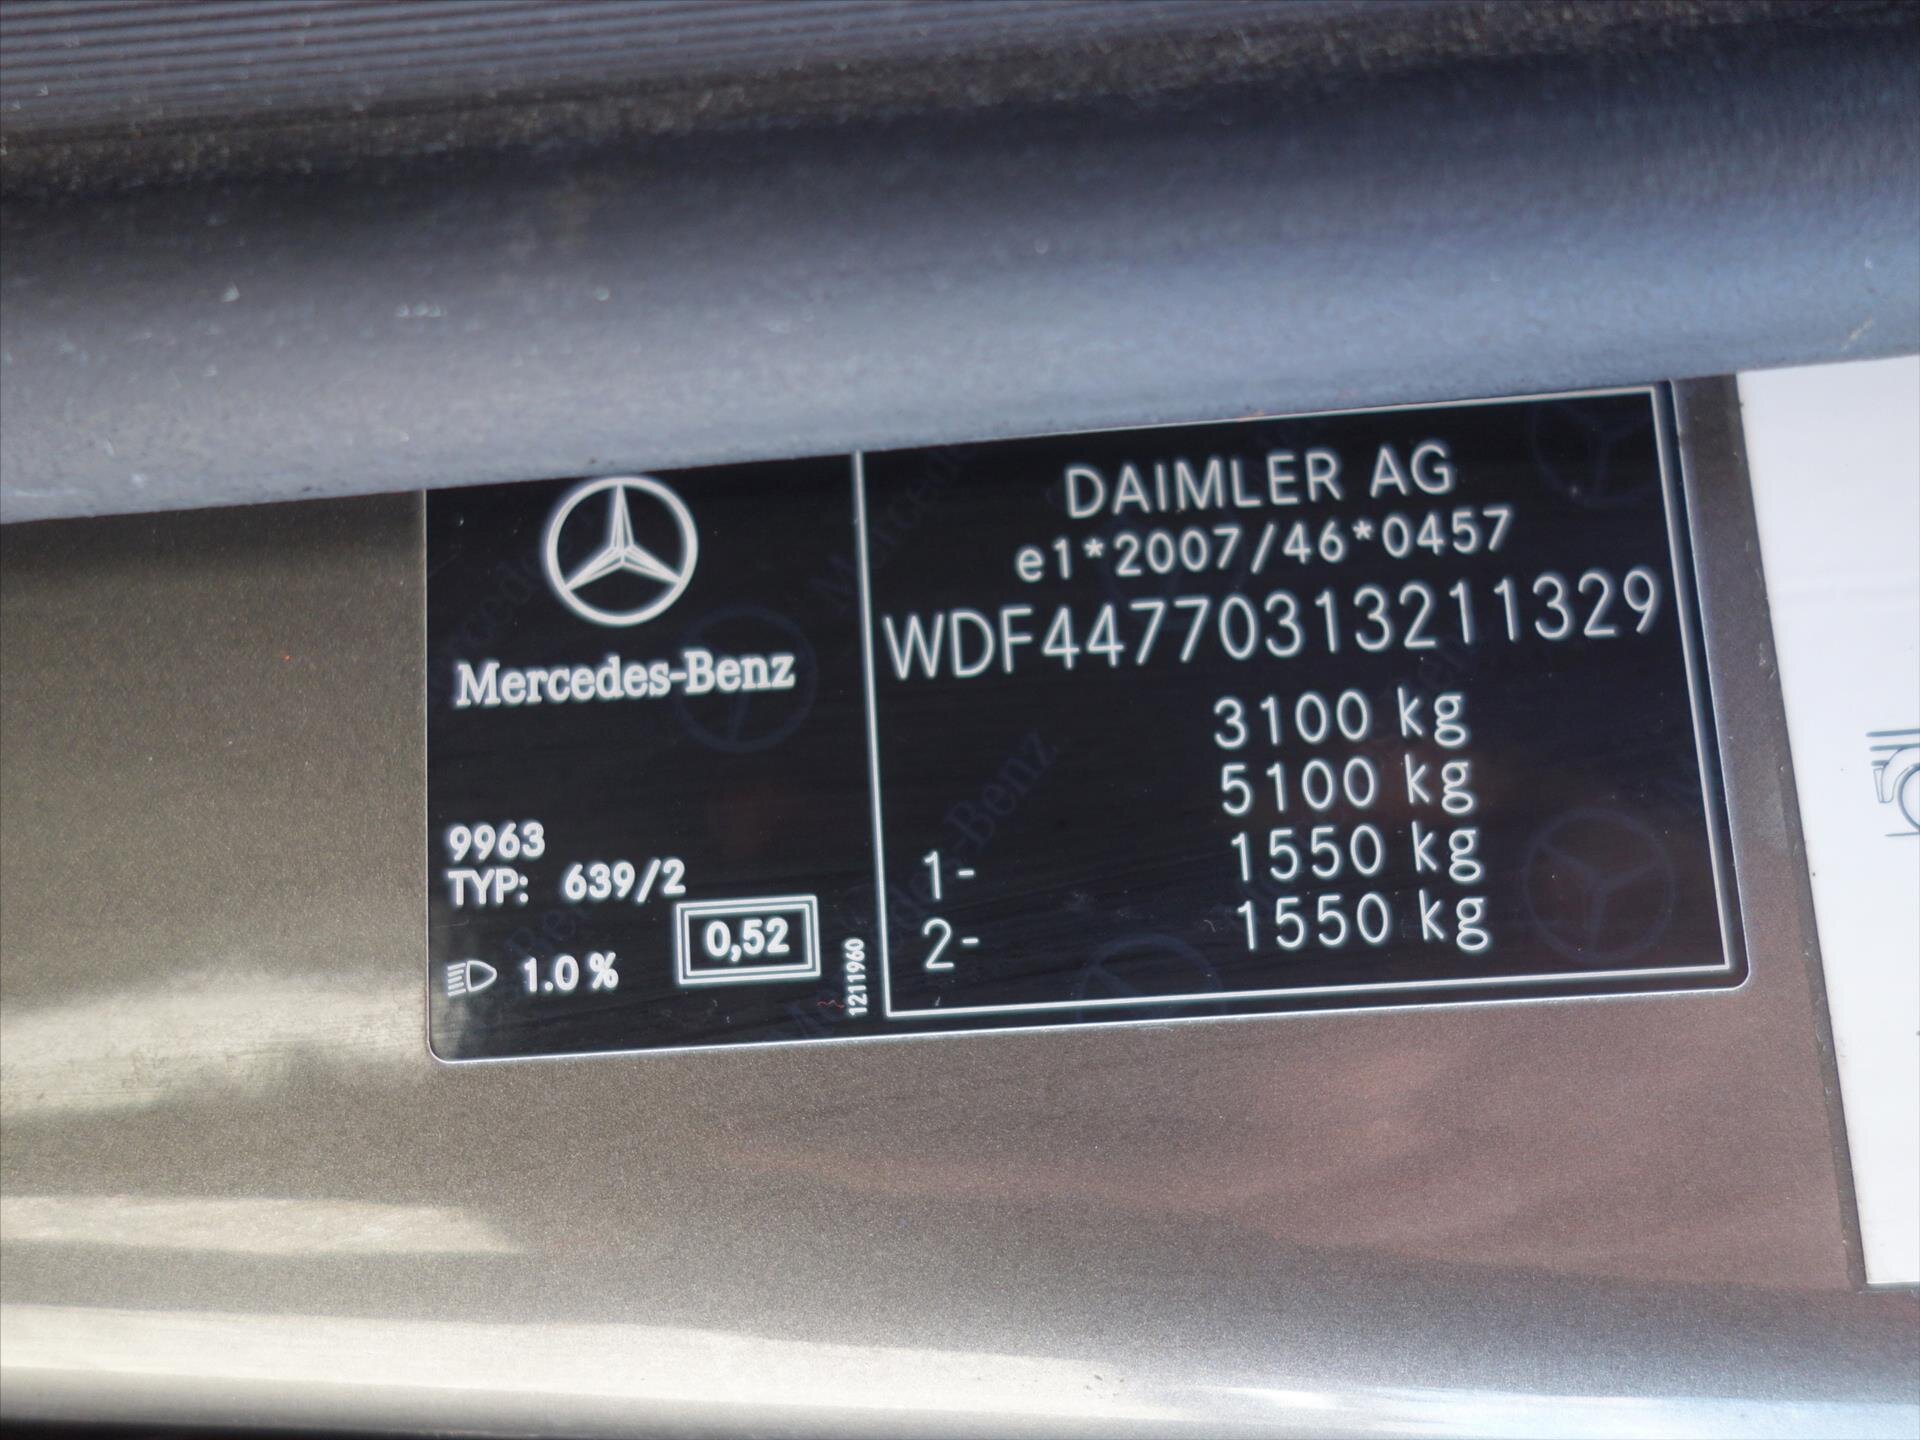 Mercedes-Benz
9963
TYP: 639/2
1.0 %
0,52
1211960
DAIMLER AG
e1*2007/46*0457
WDF44770313211329
3100 kg
5100 kg
1- 1550 kg
2- 1550 kg